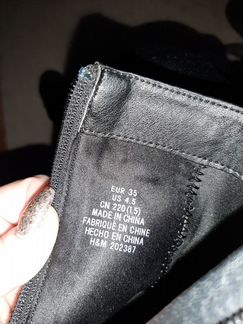 EUR 35
US 4.5
CN 220(1.5)
MADE IN CHINA
FABRIQUÉ EN CHINE
HECHO EN CHINA
H&M 202387